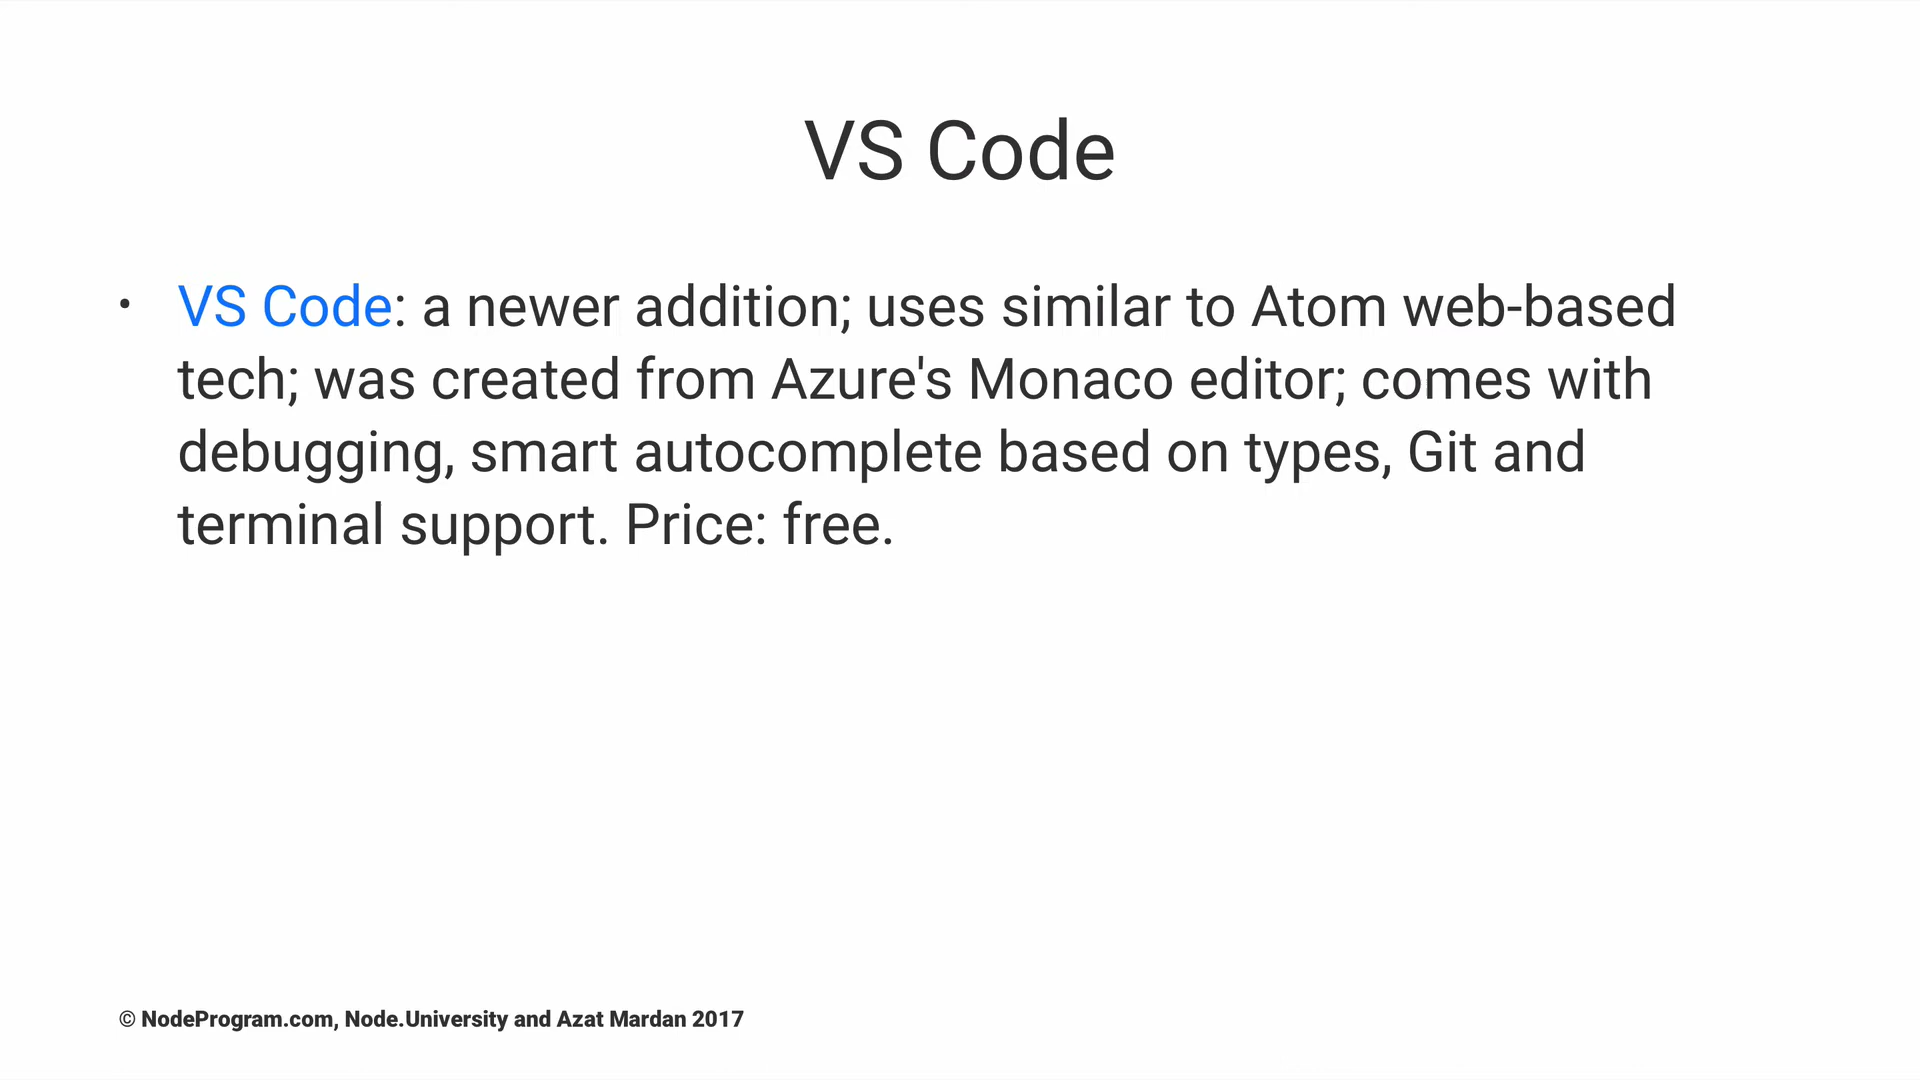 VS Code
• VS Code: a newer addition; uses similar to Atom web-based
tech; was created from Azure's Monaco editor; comes with
debugging, smart autocomplete based on types, Git and
terminal support. Price: free.
© NodeProgram.com, Node.University and Azat Mardan 2017